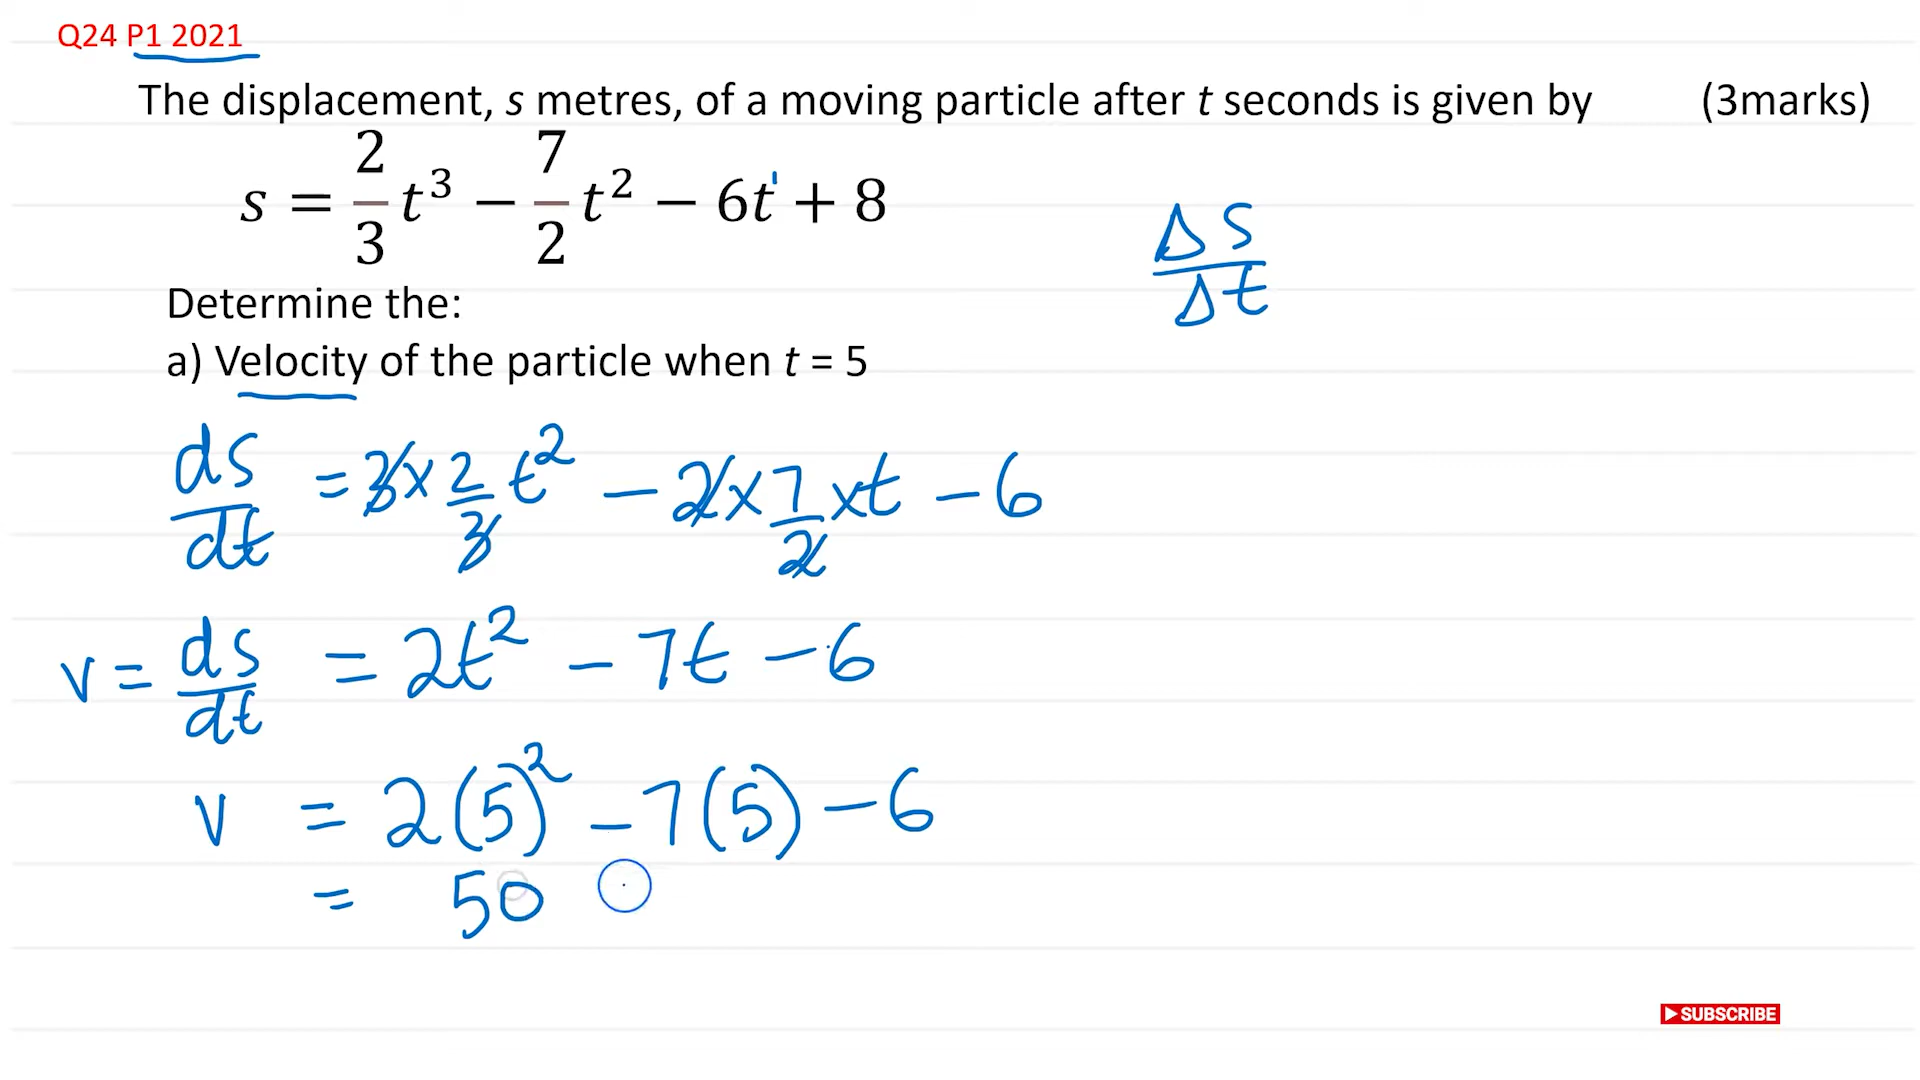 Q24 P1 2021
The displacement, s metres, of a moving particle after t seconds is given by (3marks)
s = 2/3 t³ − 7/2 t² − 6t¹ + 8
Δs/Δt
Determine the:
a) Velocity of the particle when t = 5
ds/dt = 3 × 2/3 t² − 2 × 7/2 × t − 6
v = ds/dt = 2t² − 7t − 6
v = 2(5)² − 7(5) − 6
= 50
SUBSCRIBE